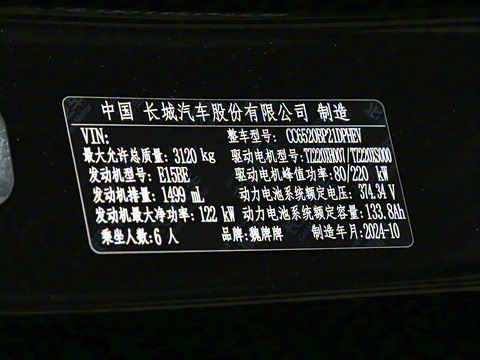 中国 长城汽车股份有限公司 制造
VIN: 整车型号: CC6520BP21DPHEV
最大允许总质量: 3120 kg 驱动电机型号: TZ220XH007/TZ220XS000
发动机型号: E15BE 驱动电机峰值功率: 80/220 kW
发动机排量: 1499 mL 动力电池系统额定电压: 374.34 V
发动机最大净功率: 122 kW 动力电池系统额定容量: 133.8Ah
乘坐人数: 6 人 品牌: 魏牌牌 制造年月: 2024-10